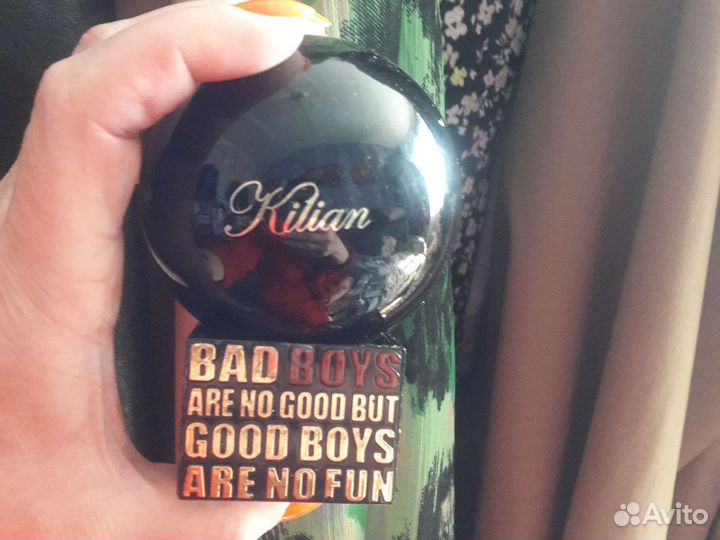 Kilian
BAD BOYS
ARE NO GOOD BUT
GOOD BOYS
ARE NO FUN
Avito